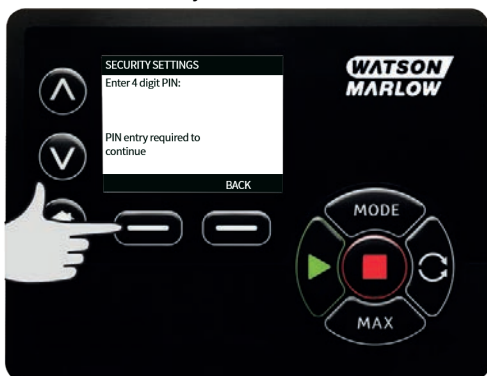 SECURITY SETTINGS
Enter 4 digit PIN:
PIN entry required to
continue
BACK
WATSON
MARLOW
MODE
MAX